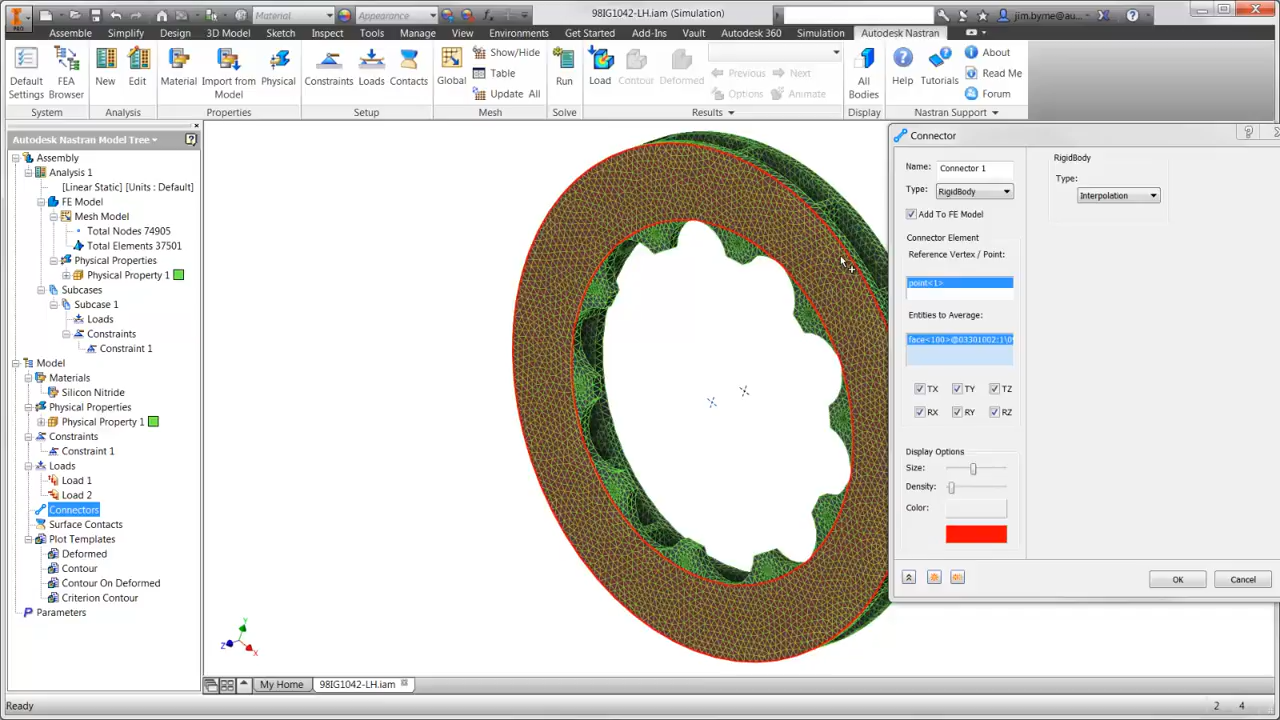 PRO
Material
Appearance
98IG1042-LH.iam (Simulation)
jim.byrne@au...
Assembly Simplify Design 3D Model Sketch Inspect Tools Manage View Environments Get Started Add-Ins Vault Autodesk 360 Simulation Autodesk Nastran
Default Settings
FEA Browser
System
New
Edit
Analysis
Material
Import from Model
Physical
Properties
Constraints
Loads
Contacts
Setup
Global
Show/Hide
Table
Update All
Mesh
Run
Solve
Load
Contour
Deformed
Previous
Next
Options
Animate
Results
All Bodies
Display
Help
Tutorials
About
Read Me
Forum
Nastran Support
Autodesk Nastran Model Tree
Assembly
Analysis 1
[Linear Static] [Units : Default]
FE Model
Mesh Model
Total Nodes 74905
Total Elements 37501
Physical Properties
Physical Property 1
Subcases
Subcase 1
Loads
Constraints
Constraint 1
Model
Materials
Silicon Nitride
Physical Properties
Physical Property 1
Constraints
Constraint 1
Loads
Load 1
Load 2
Connectors
Surface Contacts
Plot Templates
Deformed
Contour
Contour On Deformed
Criterion Contour
Parameters
Y
Z
X
Connector
Name: Connector 1
Type: RigidBody
Add To FE Model
Connector Element
Reference Vertex / Point:
point<1>
Entities to Average:
TX TY TZ
RX RY RZ
Display Options
Size:
Density:
Color:
RigidBody
Type:
Interpolation
OK
Cancel
My Home
98IG1042-LH.iam
Ready
2 4